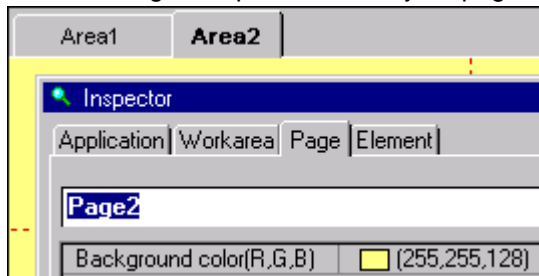 Area1 Area2
Inspector
Application Workarea Page Element
Page2
Background color(R,G,B) (255,255,128)